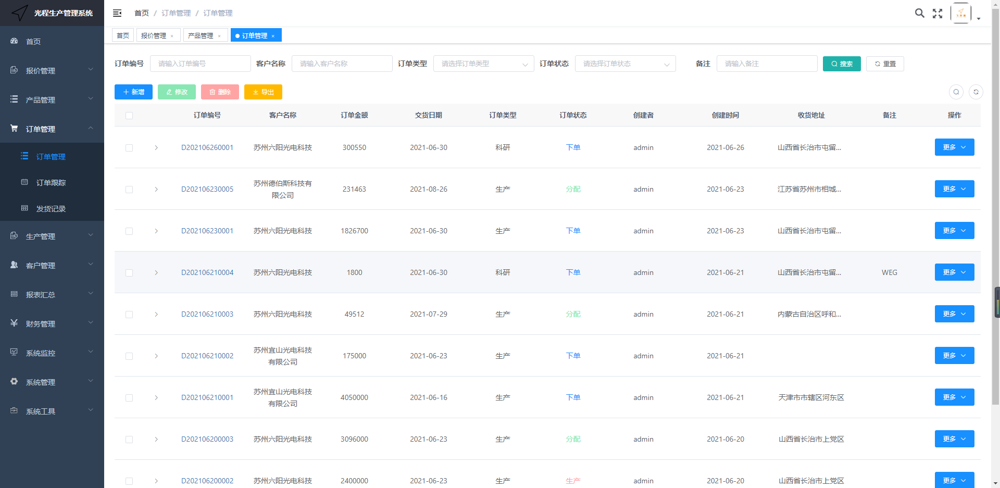 光程生产管理系统
首页 / 订单管理 / 订单管理
首页
报价管理 ×
产品管理 ×
订单管理 ×
首页
报价管理
产品管理
订单管理
订单管理
订单跟踪
发货记录
生产管理
客户管理
报表汇总
财务管理
系统监控
系统管理
系统工具
订单编号 请输入订单编号 客户名称 请输入客户名称 订单类型 请选择订单类型 订单状态 请选择订单状态 备注 请输入备注 搜索 重置
新增 修改 删除 导出
订单编号 客户名称 订单金额 交货日期 订单类型 订单状态 创建者 创建时间 收货地址 备注 操作
D202106260001 苏州六阳光电科技 300550 2021-06-30 科研 下单 admin 2021-06-26 山西省长治市屯留... 更多
D202106230005 苏州德伯斯科技有限公司 231463 2021-08-26 生产 分配 admin 2021-06-23 江苏省苏州市相城... 更多
D202106230001 苏州六阳光电科技 1826700 2021-06-30 生产 下单 admin 2021-06-23 山西省长治市屯留... 更多
D202106210004 苏州六阳光电科技 1800 2021-06-30 科研 下单 admin 2021-06-21 山西省长治市屯留... WEG 更多
D202106210003 苏州六阳光电科技 49512 2021-07-29 生产 分配 admin 2021-06-21 内蒙古自治区呼和... 更多
D202106210002 苏州宜山光电科技有限公司 175000 2021-06-23 生产 下单 admin 2021-06-21 更多
D202106210001 苏州宜山光电科技有限公司 4050000 2021-06-16 生产 下单 admin 2021-06-21 天津市市辖区河东区 更多
D202106200003 苏州六阳光电科技 3096000 2021-06-23 生产 分配 admin 2021-06-20 山西省长治市上党区 更多
D202106200002 苏州六阳光电科技 2400000 2021-06-23 生产 生产 admin 2021-06-20 山西省长治市上党区 更多